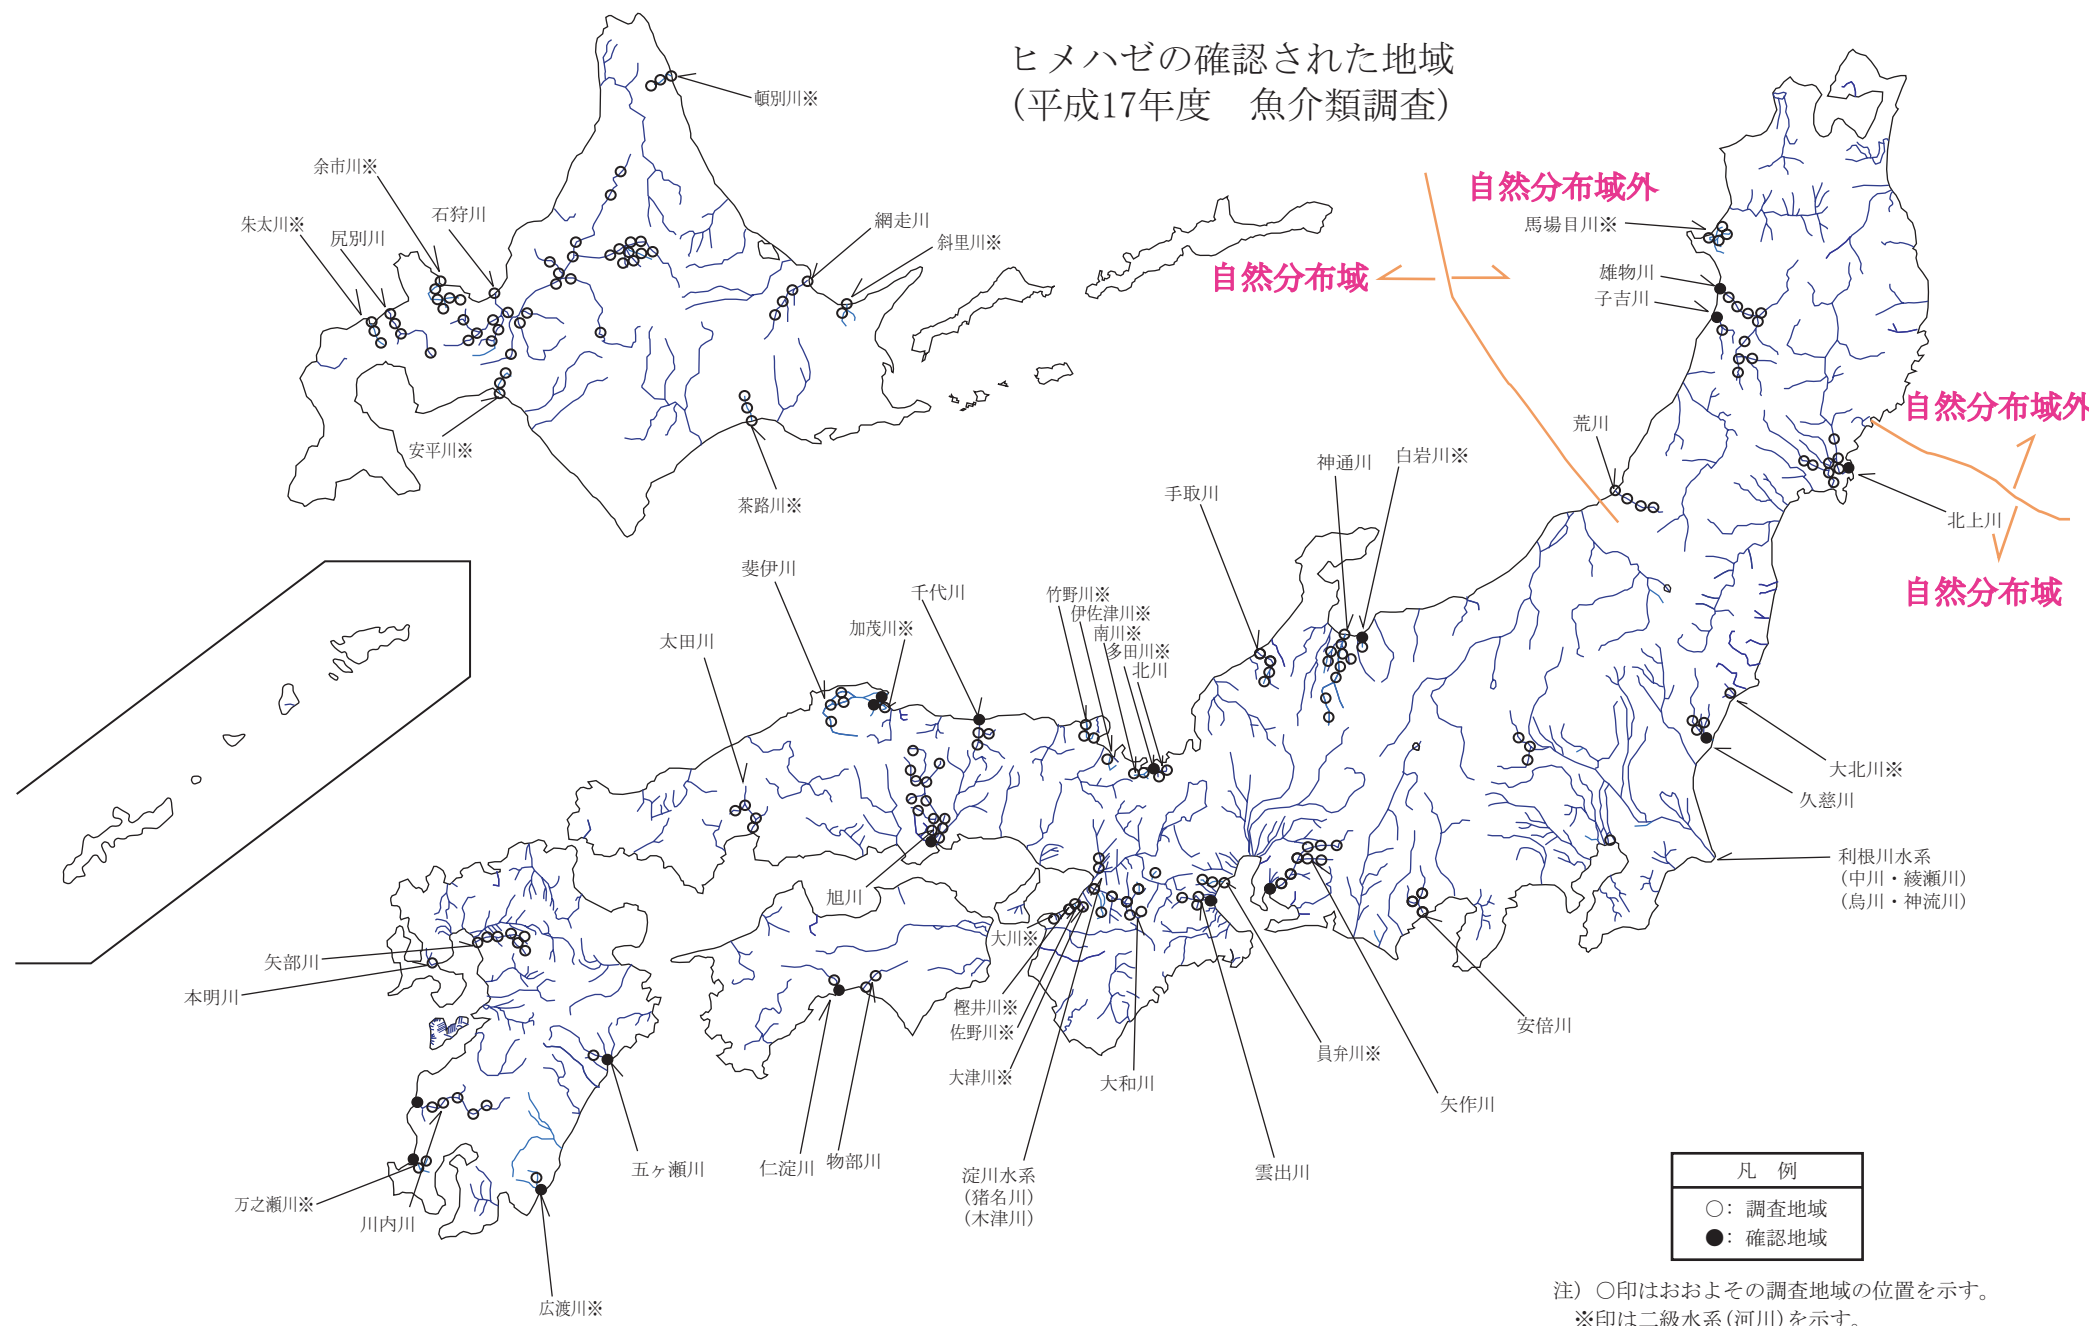 ヒメハゼの確認された地域
(平成17年度　魚介類調査)
頓別川※
余市川※
石狩川
朱太川※
尻別川
網走川
斜里川※
安平川※
茶路川※
自然分布域外
自然分布域
馬場目川※
雄物川
子吉川
自然分布域外
荒川
北上川
自然分布域
神通川
白岩川※
手取川
斐伊川
千代川
加茂川※
太田川
竹野川※
伊佐津川※
南川※
多田川※
北川
大北川※
久慈川
利根川水系
(中川・綾瀬川)
(烏川・神流川)
旭川
大川※
矢部川
本明川
樫井川※
佐野川※
大津川※
大和川
安倍川
員弁川※
矢作川
五ヶ瀬川
仁淀川
物部川
淀川水系
(猪名川)
(木津川)
雲出川
万之瀬川※
川内川
広渡川※
凡　例
○：調査地域
●：確認地域
注）○印はおおよその調査地域の位置を示す。
※印は二級水系(河川)を示す。